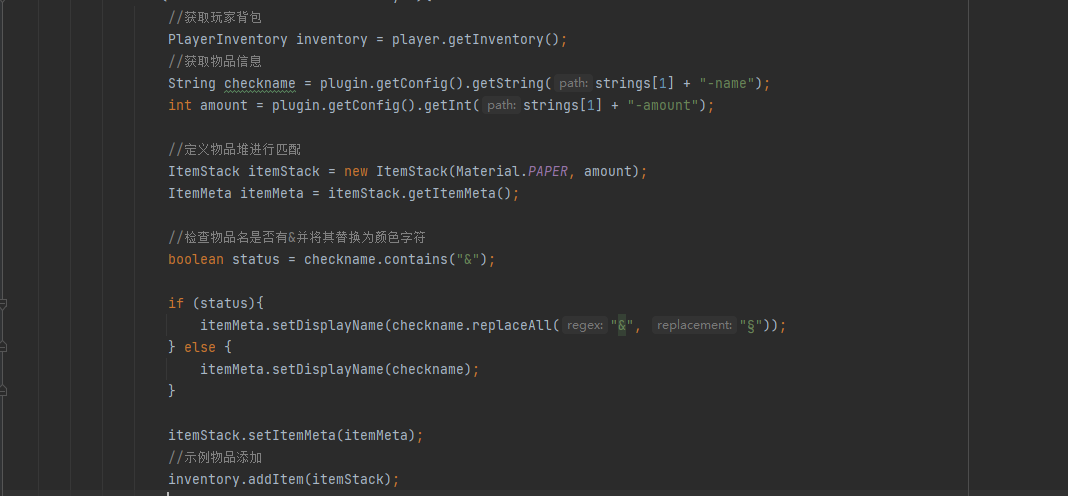 //获取玩家背包
PlayerInventory inventory = player.getInventory();
//获取物品信息
String checkname = plugin.getConfig().getString( path: strings[1] + "-name");
int amount = plugin.getConfig().getInt( path: strings[1] + "-amount");
//定义物品堆进行匹配
ItemStack itemStack = new ItemStack(Material.PAPER, amount);
ItemMeta itemMeta = itemStack.getItemMeta();
//检查物品名是否有&并将其替换为颜色字符
boolean status = checkname.contains("&");
if (status){
itemMeta.setDisplayName(checkname.replaceAll( regex: "&", replacement: "§"));
} else {
itemMeta.setDisplayName(checkname);
}
itemStack.setItemMeta(itemMeta);
//示例物品添加
inventory.addItem(itemStack);